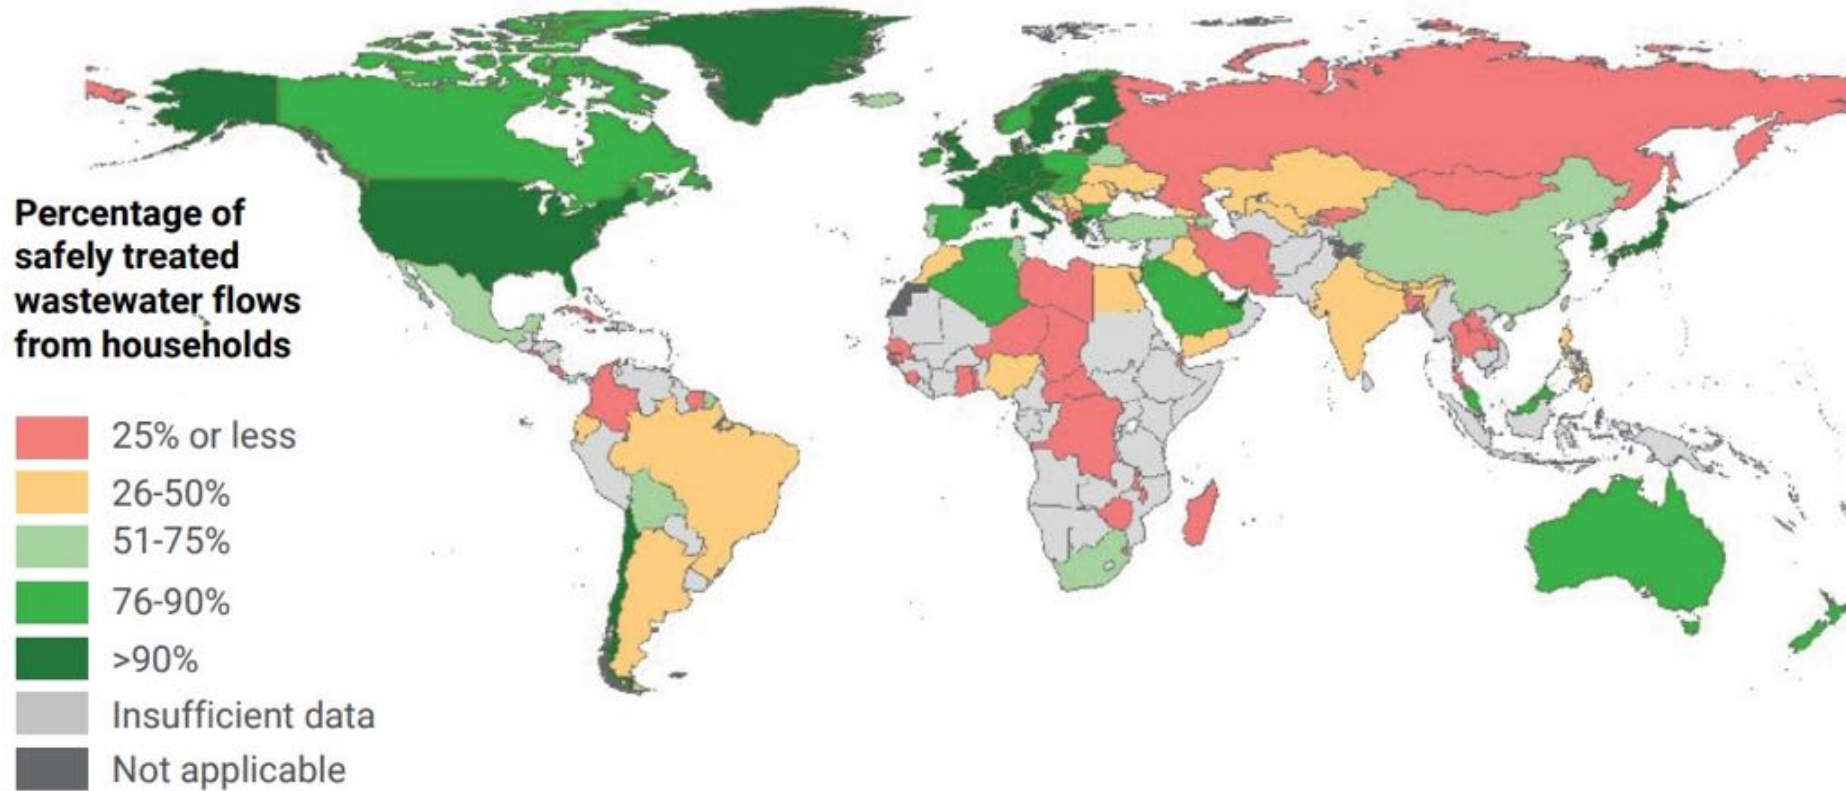 Percentage of
safely treated
wastewater flows
from households
25% or less
26-50%
51-75%
76-90%
>90%
Insufficient data
Not applicable